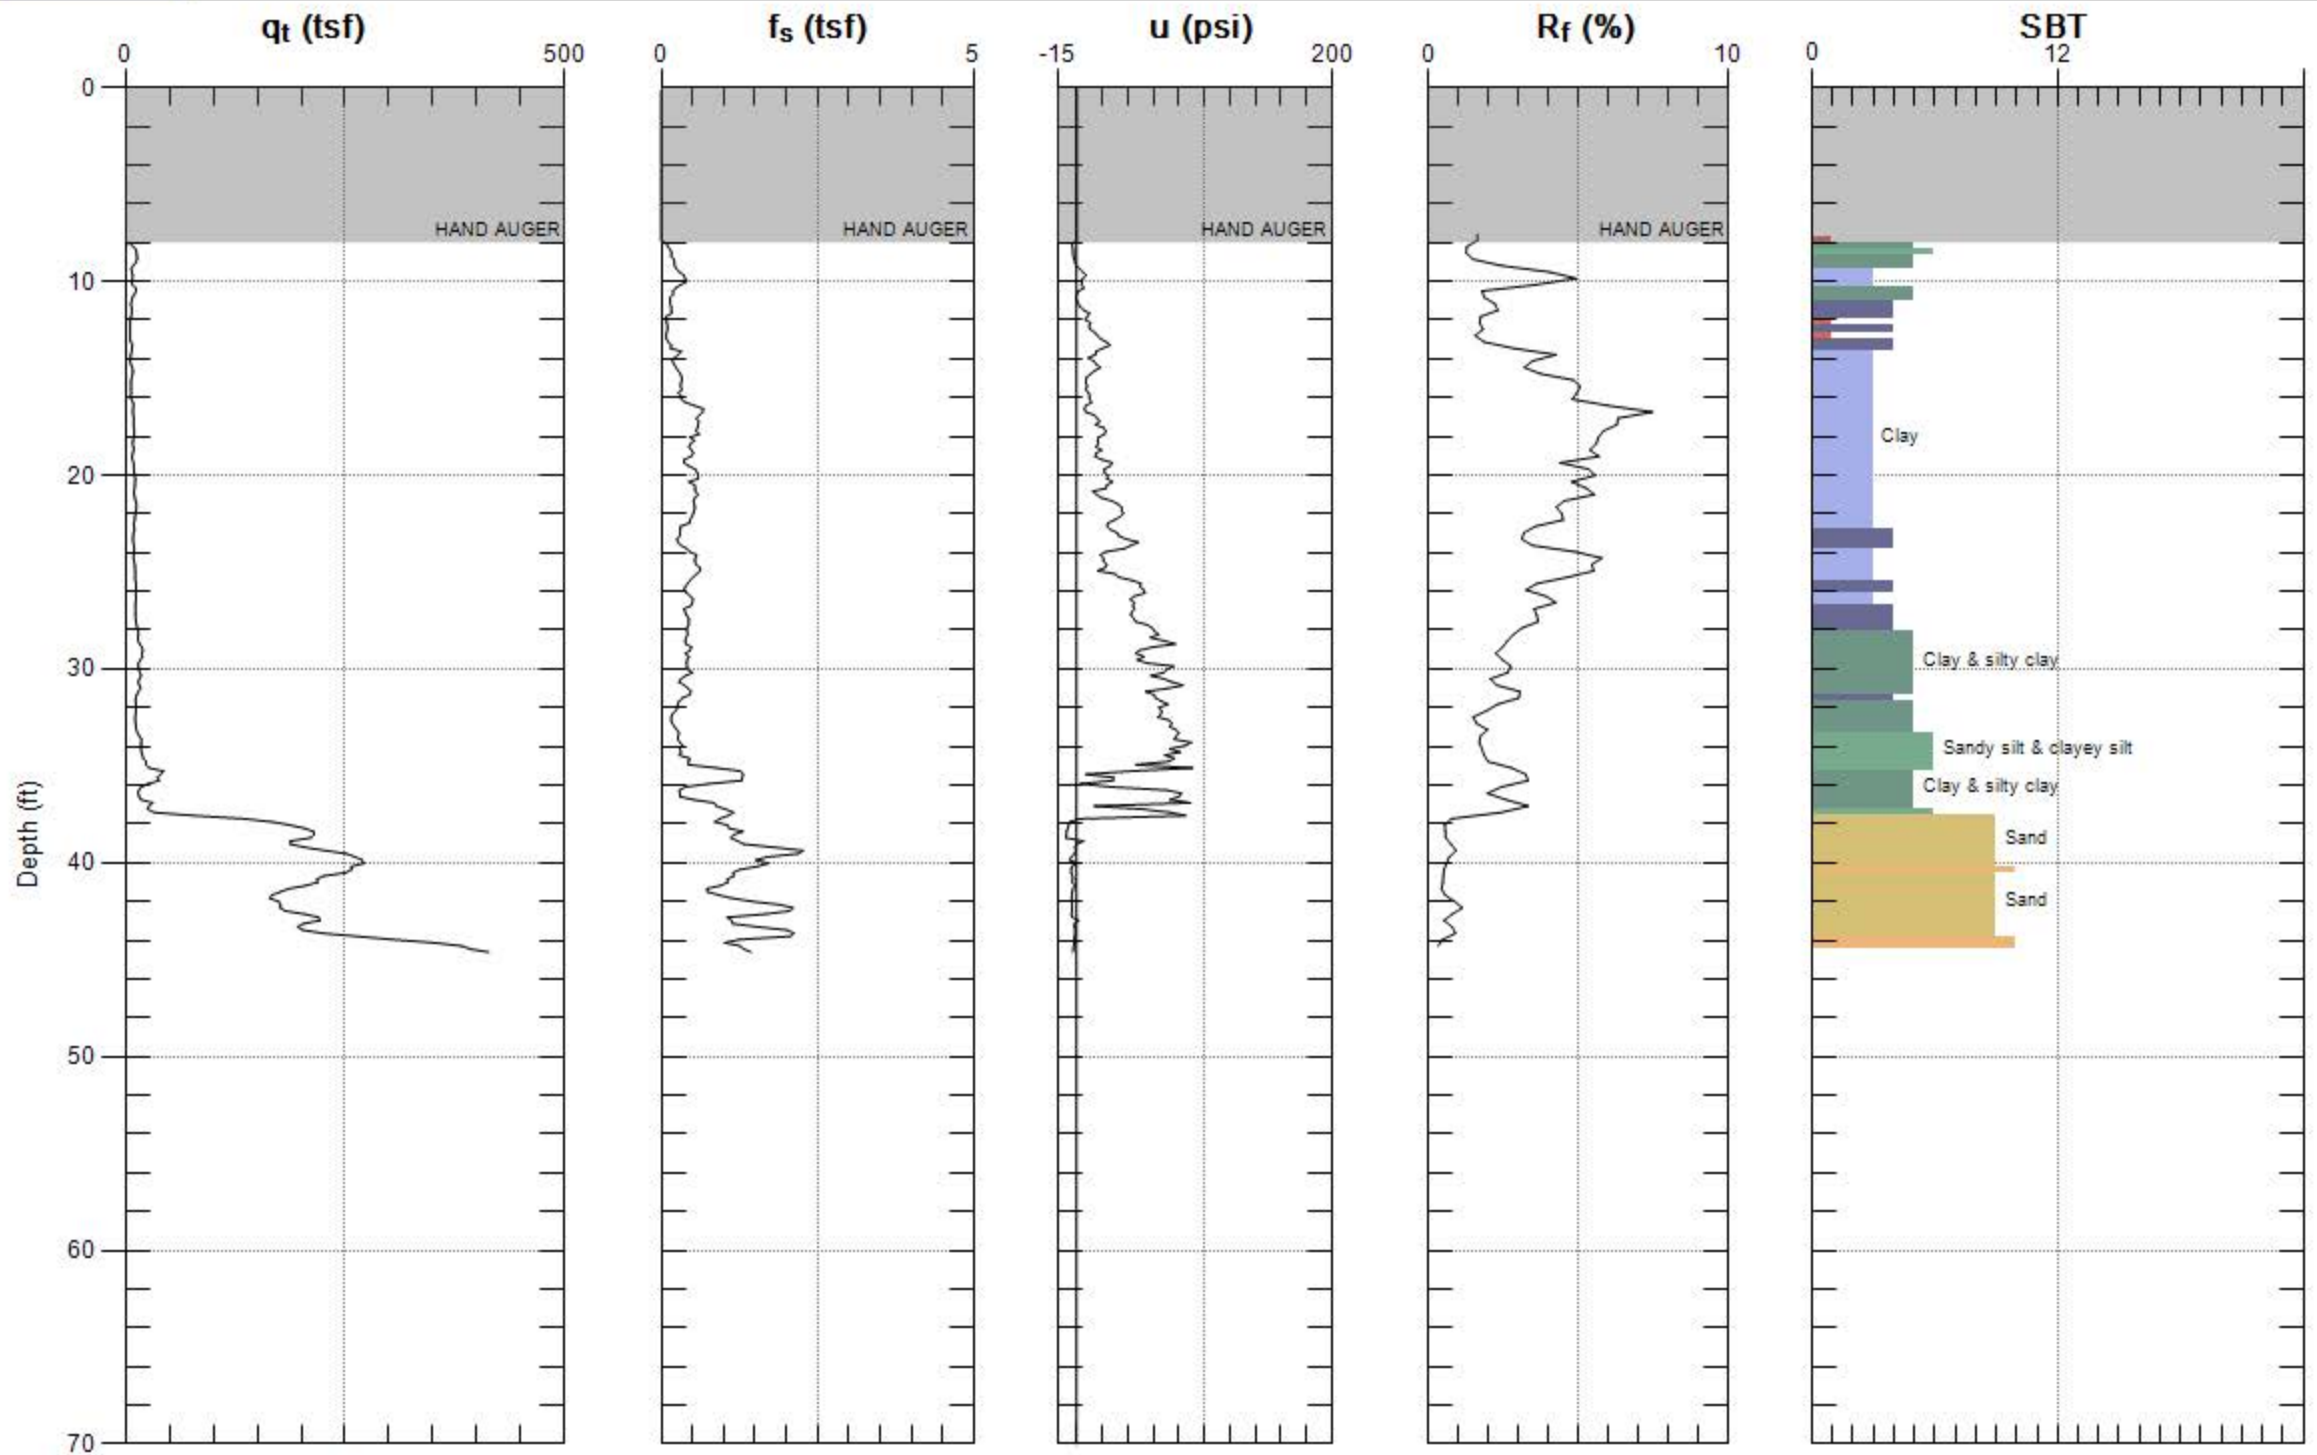 qt (tsf)
fs (tsf)
u (psi)
Rf (%)
SBT
0
500
0
5
-15
200
0
10
0
12
0
HAND AUGER
HAND AUGER
HAND AUGER
HAND AUGER
10
Clay
20
30
Clay & silty clay
Sandy silt & clayey silt
Clay & silty clay
Sand
40
Sand
Depth (ft)
50
60
70